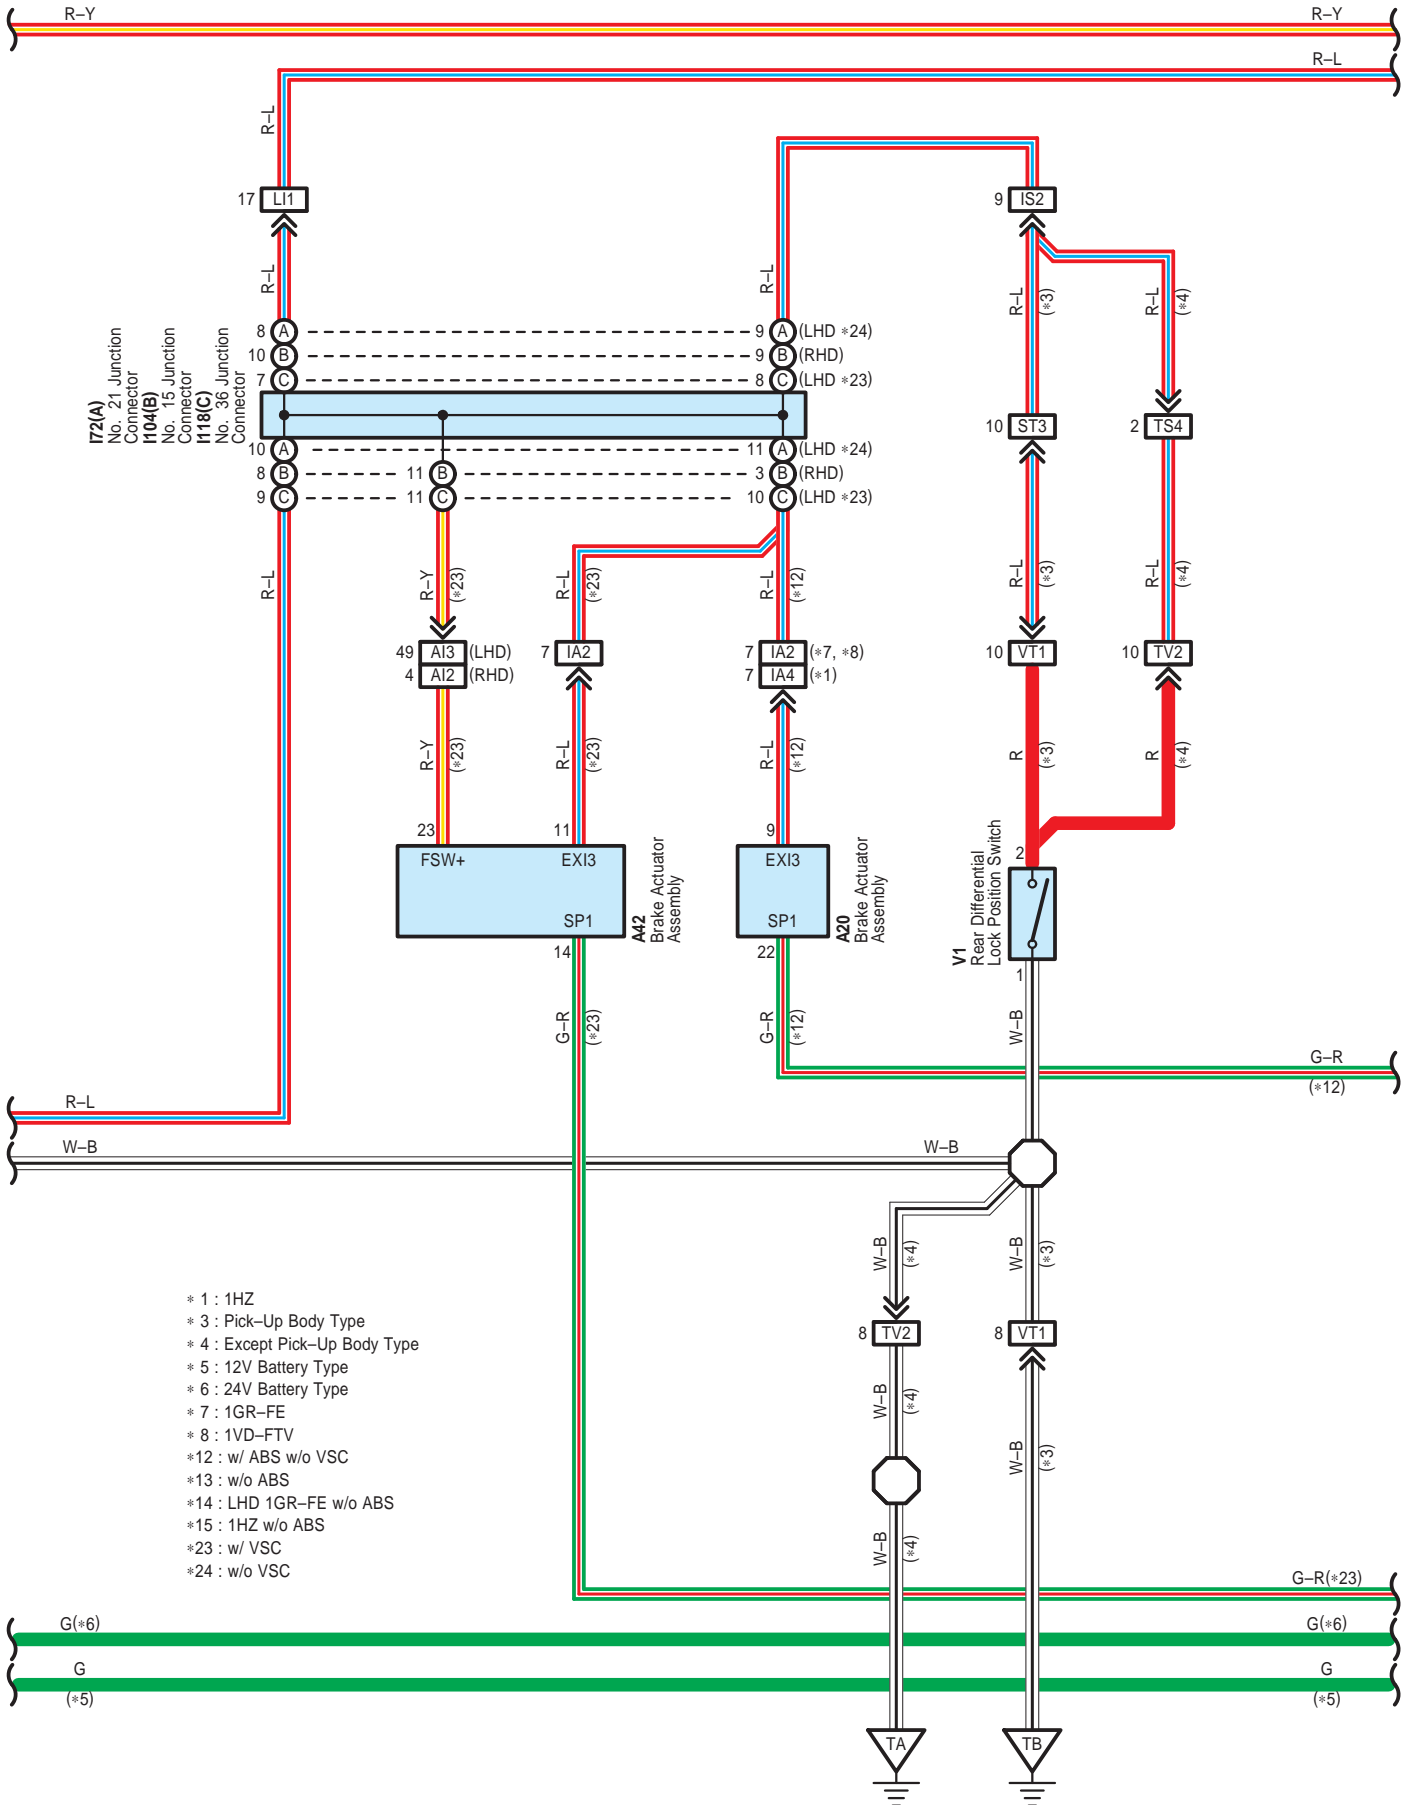 R–Y R–Y
R–L
R–L
17 LI1 9 IS2
R–L R–L R–L (*3) R–L (*4)
8 A 9 A (LHD *24)
10 B 9 B (RHD)
7 C 8 C (LHD *23)
I72(A)
No. 21 Junction
Connector
I104(B)
No. 15 Junction
Connector
I118(C)
No. 36 Junction
Connector
10 ST3 2 TS4
10 A 11 A (LHD *24)
8 B 11 B 3 B (RHD)
9 C 11 C 10 C (LHD *23)
R–L R–Y (*23) R–L (*23) R–L (*12) R–L (*3) R–L (*4)
49 AI3 (LHD) 7 IA2 7 IA2 (*7, *8) 10 VT1 10 TV2
4 AI2 (RHD) 7 IA4 (*1)
R–Y (*23) R–L (*23) R–L (*12) R (*3) R (*4)
23 11 9 2
FSW+ EXI3 EXI3
SP1 SP1
A42
Brake Actuator
Assembly
A20
Brake Actuator
Assembly
V1
Rear Differential
Lock Position Switch
14 22 1
G–R (*23) G–R (*12) W–B
G–R
(*12)
R–L
W–B W–B
W–B (*4) W–B (*3)
8 TV2 8 VT1
W–B (*4) W–B (*3)
W–B (*4)
* 1 : 1HZ
* 3 : Pick–Up Body Type
* 4 : Except Pick–Up Body Type
* 5 : 12V Battery Type
* 6 : 24V Battery Type
* 7 : 1GR–FE
* 8 : 1VD–FTV
*12 : w/ ABS w/o VSC
*13 : w/o ABS
*14 : LHD 1GR–FE w/o ABS
*15 : 1HZ w/o ABS
*23 : w/ VSC
*24 : w/o VSC
G–R(*23)
G(*6) G(*6)
G G
(*5) (*5)
TA TB